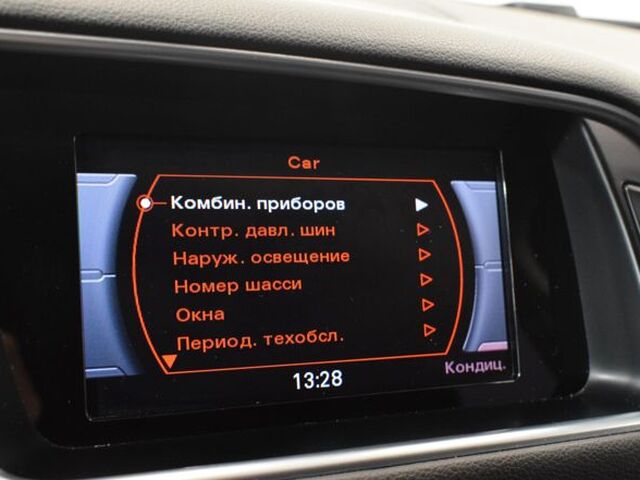 Car
Комбин. приборов
Контр. давл. шин
Наруж. освещение
Номер шасси
Окна
Период. техобсл.
Кондиц.
13:28